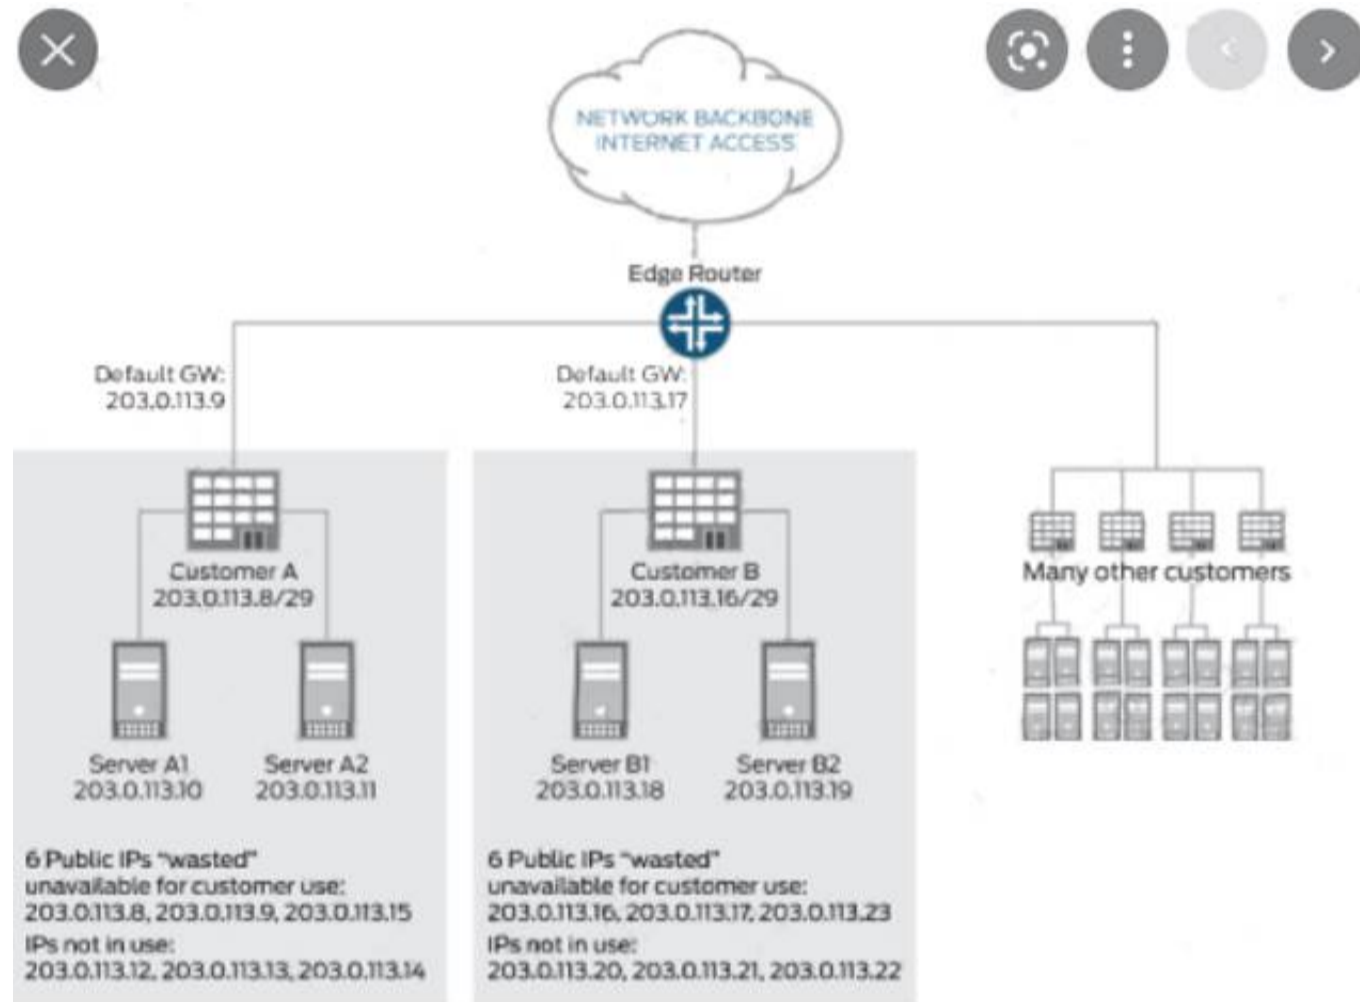 NETWORK BACKBONE
INTERNET ACCESS
Edge Router
Default GW:
203.0.113.9
Default GW:
203.0.113.17
Customer A
203.0.113.8/29
Customer B
203.0.113.16/29
Many other customers
Server A1
203.0.113.10
Server A2
203.0.113.11
Server B1
203.0.113.18
Server B2
203.0.113.19
6 Public IPs "wasted"
unavailable for customer use:
203.0.113.8, 203.0.113.9, 203.0.113.15
IPs not in use:
203.0.113.12, 203.0.113.13, 203.0.113.14
6 Public IPs "wasted"
unavailable for customer use:
203.0.113.16, 203.0.113.17, 203.0.113.23
IPs not in use:
203.0.113.20, 203.0.113.21, 203.0.113.22